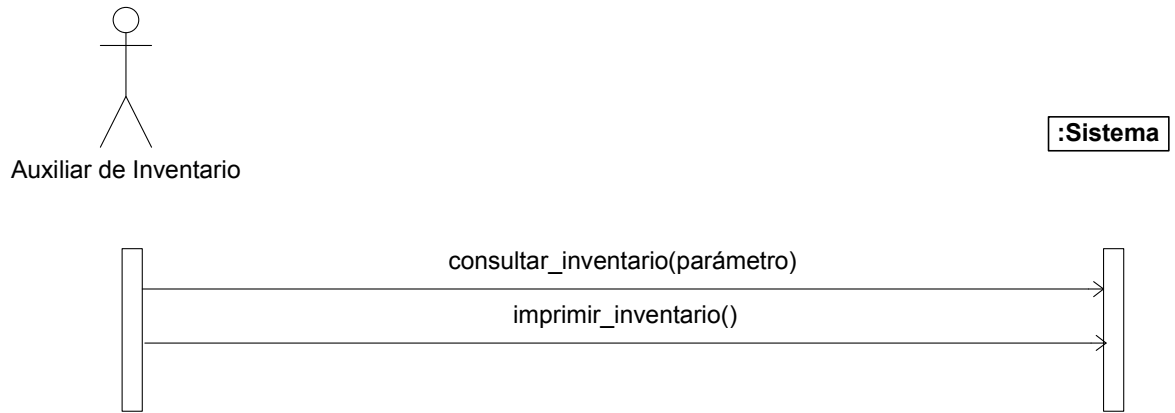 :Sistema
Auxiliar de Inventario
consultar_inventario(parámetro)
imprimir_inventario()